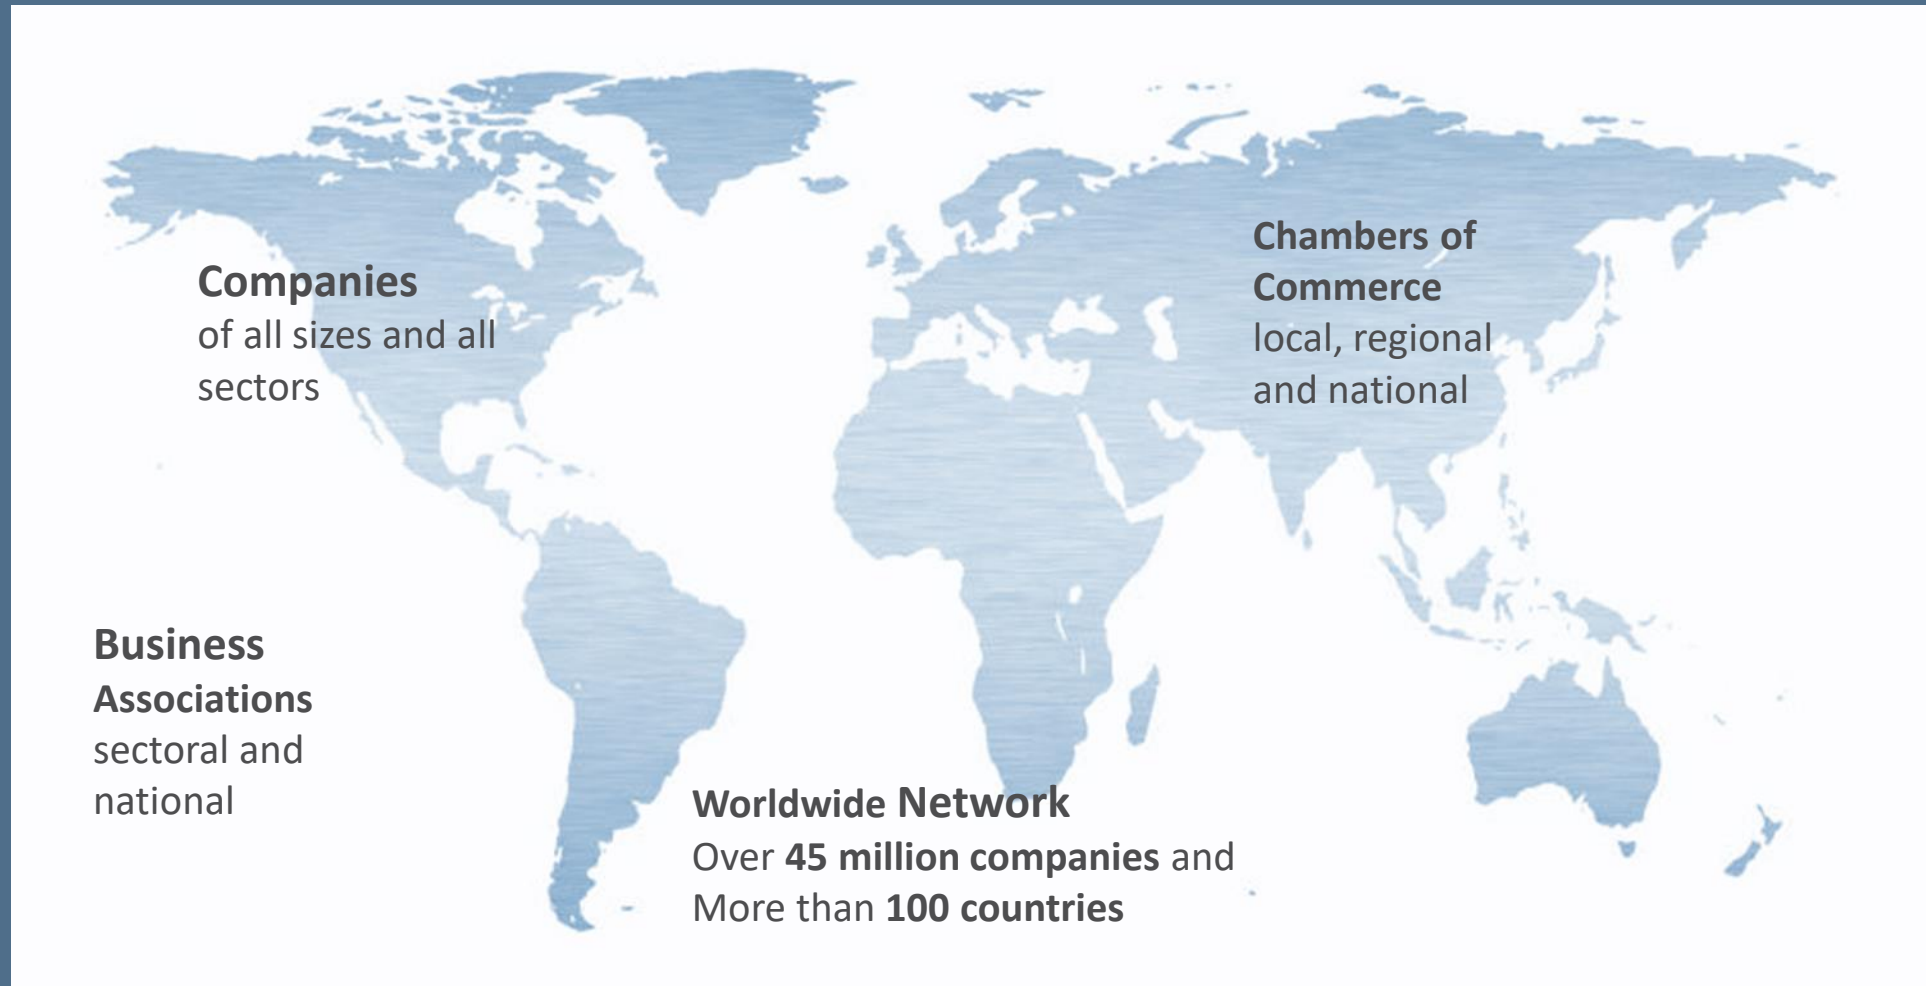 Companies
of all sizes and all
sectors
Chambers of
Commerce
local, regional
and national
Business
Associations
sectoral and
national
Worldwide Network
Over 45 million companies and
More than 100 countries